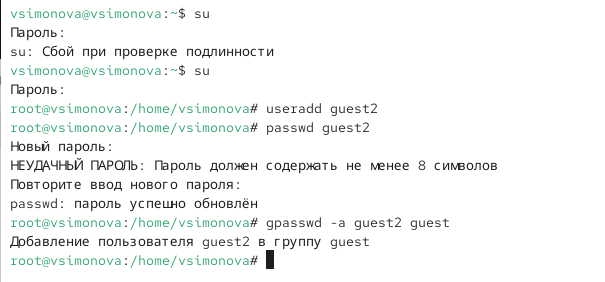 vsimonova@vsimonova:~$ su
Пароль:
su: Сбой при проверке подлинности
vsimonova@vsimonova:~$ su
Пароль:
root@vsimonova:/home/vsimonova# useradd guest2
root@vsimonova:/home/vsimonova# passwd guest2
Новый пароль:
НЕУДАЧНЫЙ ПАРОЛЬ: Пароль должен содержать не менее 8 символов
Повторите ввод нового пароля:
passwd: пароль успешно обновлён
root@vsimonova:/home/vsimonova# gpasswd -a guest2 guest
Добавление пользователя guest2 в группу guest
root@vsimonova:/home/vsimonova#